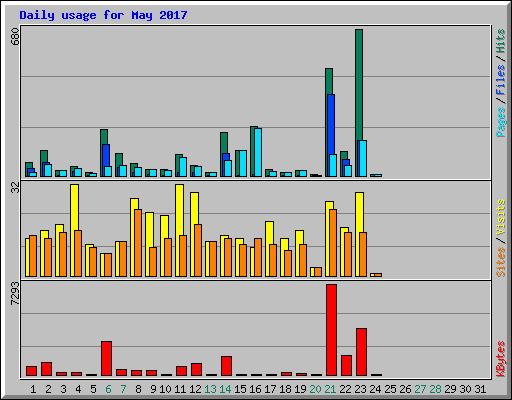 Daily usage for May 2017
680
Pages / Files / Hits
32
Sites / Visits
7293
KBytes
1 2 3 4 5 6 7 8 9 10 11 12 13 14 15 16 17 18 19 20 21 22 23 24 25 26 27 28 29 30 31